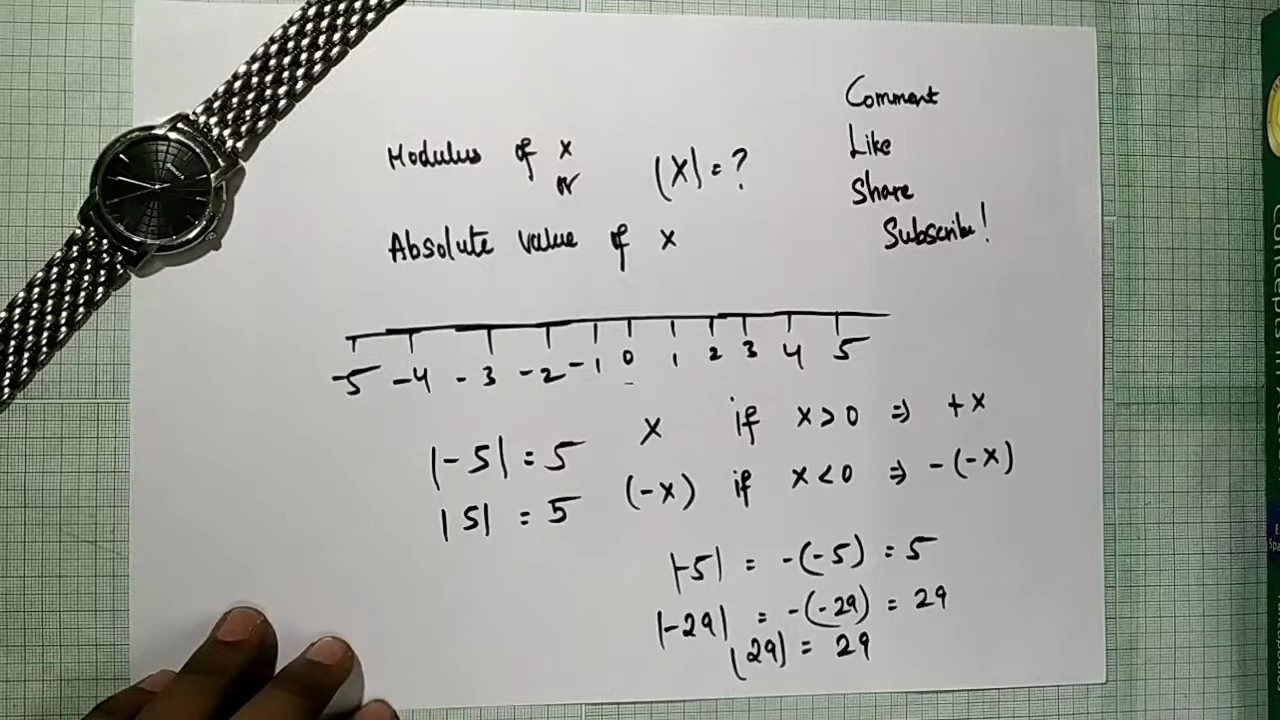 Modulus of x
or
Absolute value of x
|x| = ?
Comment
Like
Share
Subscribe!
-5 -4 -3 -2 -1 0 1 2 3 4 5
|-5| = 5
|5| = 5
x if x > 0 ⇒ +x
(-x) if x < 0 ⇒ -(-x)
|-5| = -(-5) = 5
|-29| = -(-29) = 29
|29| = 29